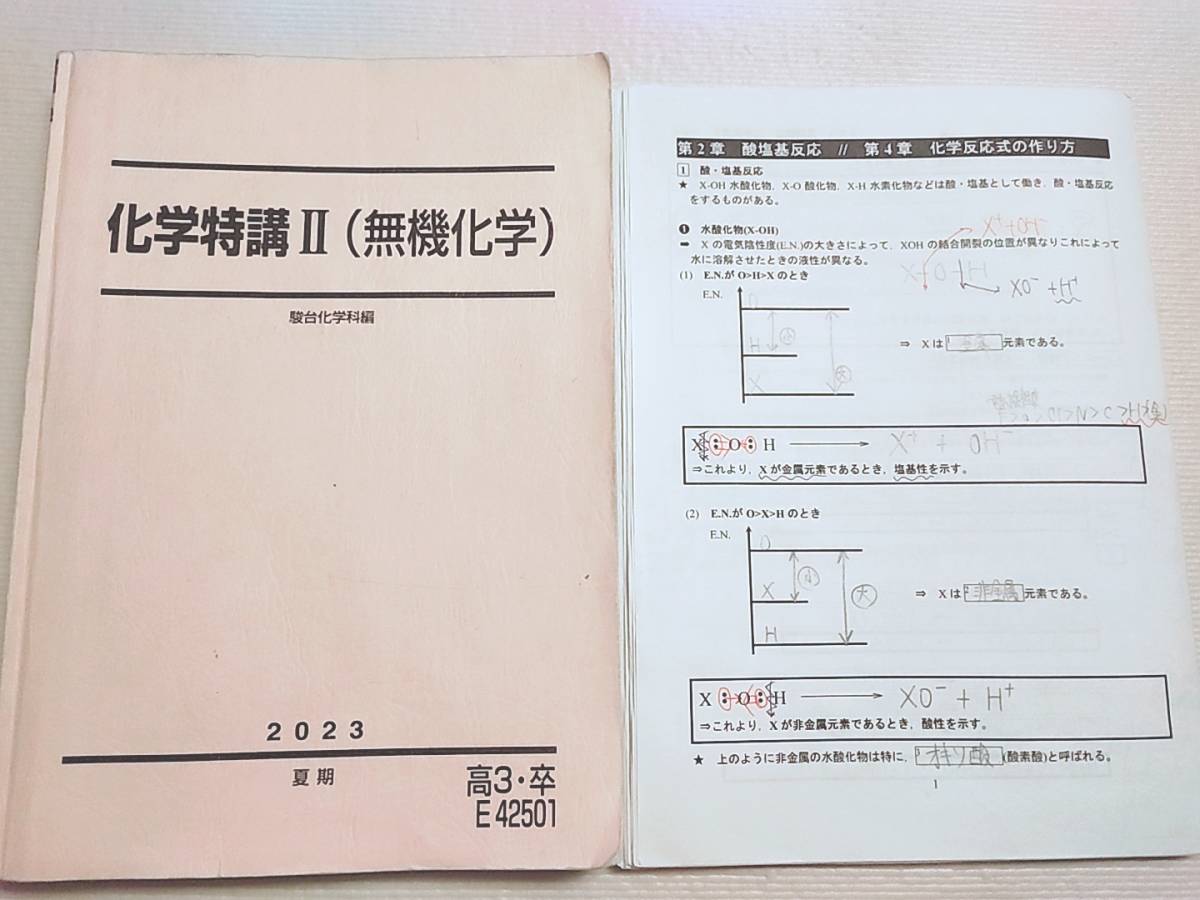 化学特講Ⅱ(無機化学)
駿台化学科編
2023
夏期
高3・卒
E42501
第2章 酸塩基反応 // 第4章 化学反応式の作り方
1 酸・塩基反応
★ X-OH 水酸化物, X-O 酸化物, X-H 水素化物などは酸・塩基として働き, 酸・塩基反応
をするものがある。
❶ 水酸化物(X-OH)
X⁺+OH⁻
➡ X の電気陰性度(E.N.)の大きさによって, XOH の結合開裂の位置が異なりこれによって
水に溶解させたときの液性が異なる。
X-O-H
XO⁻ + H⁺
(1) E.N.が O>H>X のとき
E.N.
O
小
H
大
X
⇒ X は 1 金属 元素である。
X : O : H → X⁺ + OH⁻
⇒これより, X が金属元素であるとき, 塩基性を示す。
(2) E.N.が O>X>H のとき
E.N.
O
X
小
大
H
⇒ X は 2 非金属 元素である。
X : O : H → XO⁻ + H⁺
⇒これより, X が非金属元素であるとき, 酸性を示す。
★ 上のように非金属の水酸化物は特に, 3 オキソ酸 (酸素酸)と呼ばれる。
1